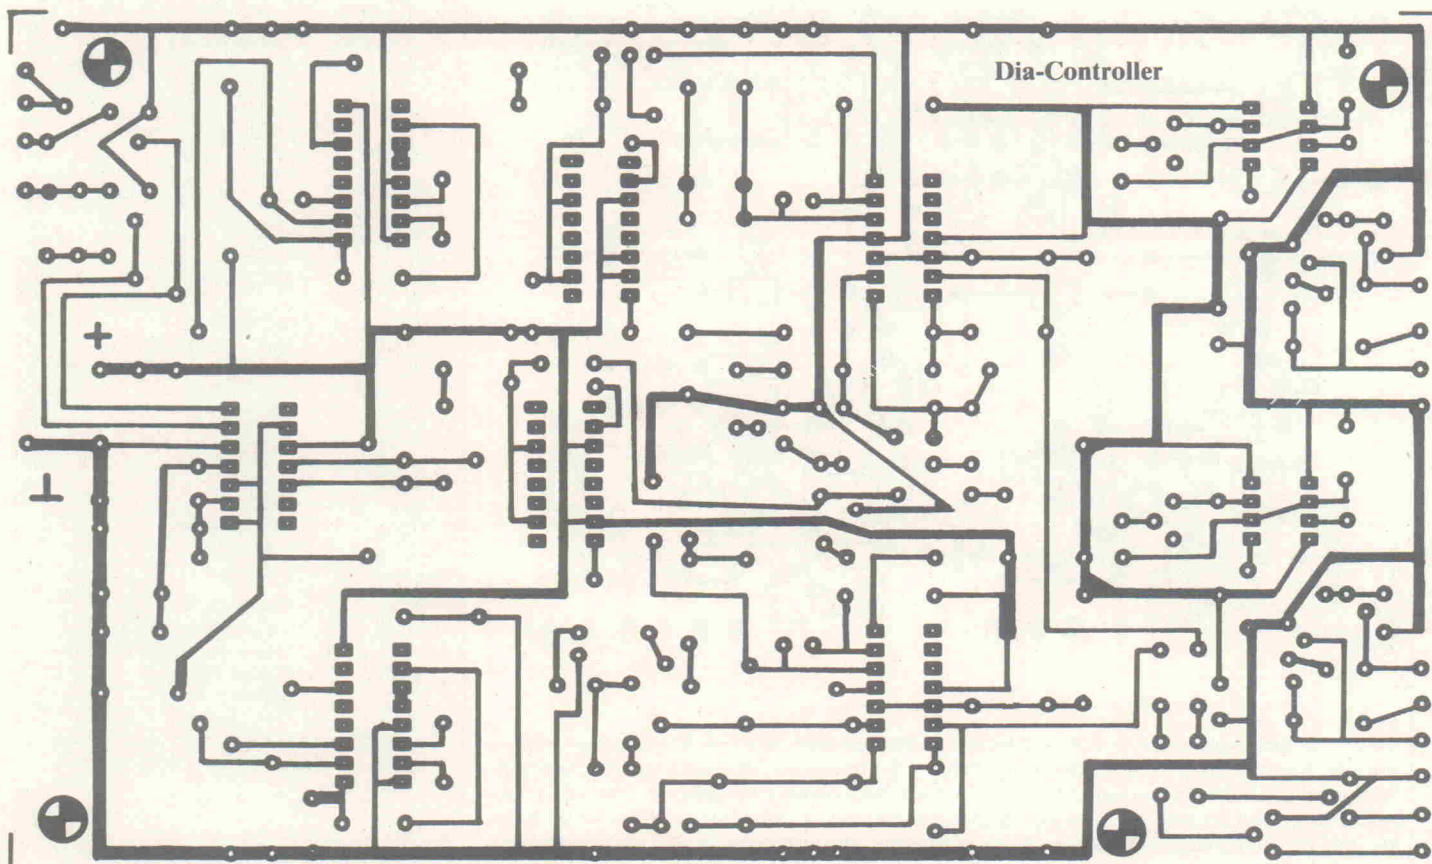 Dia-Controller
+
⊥